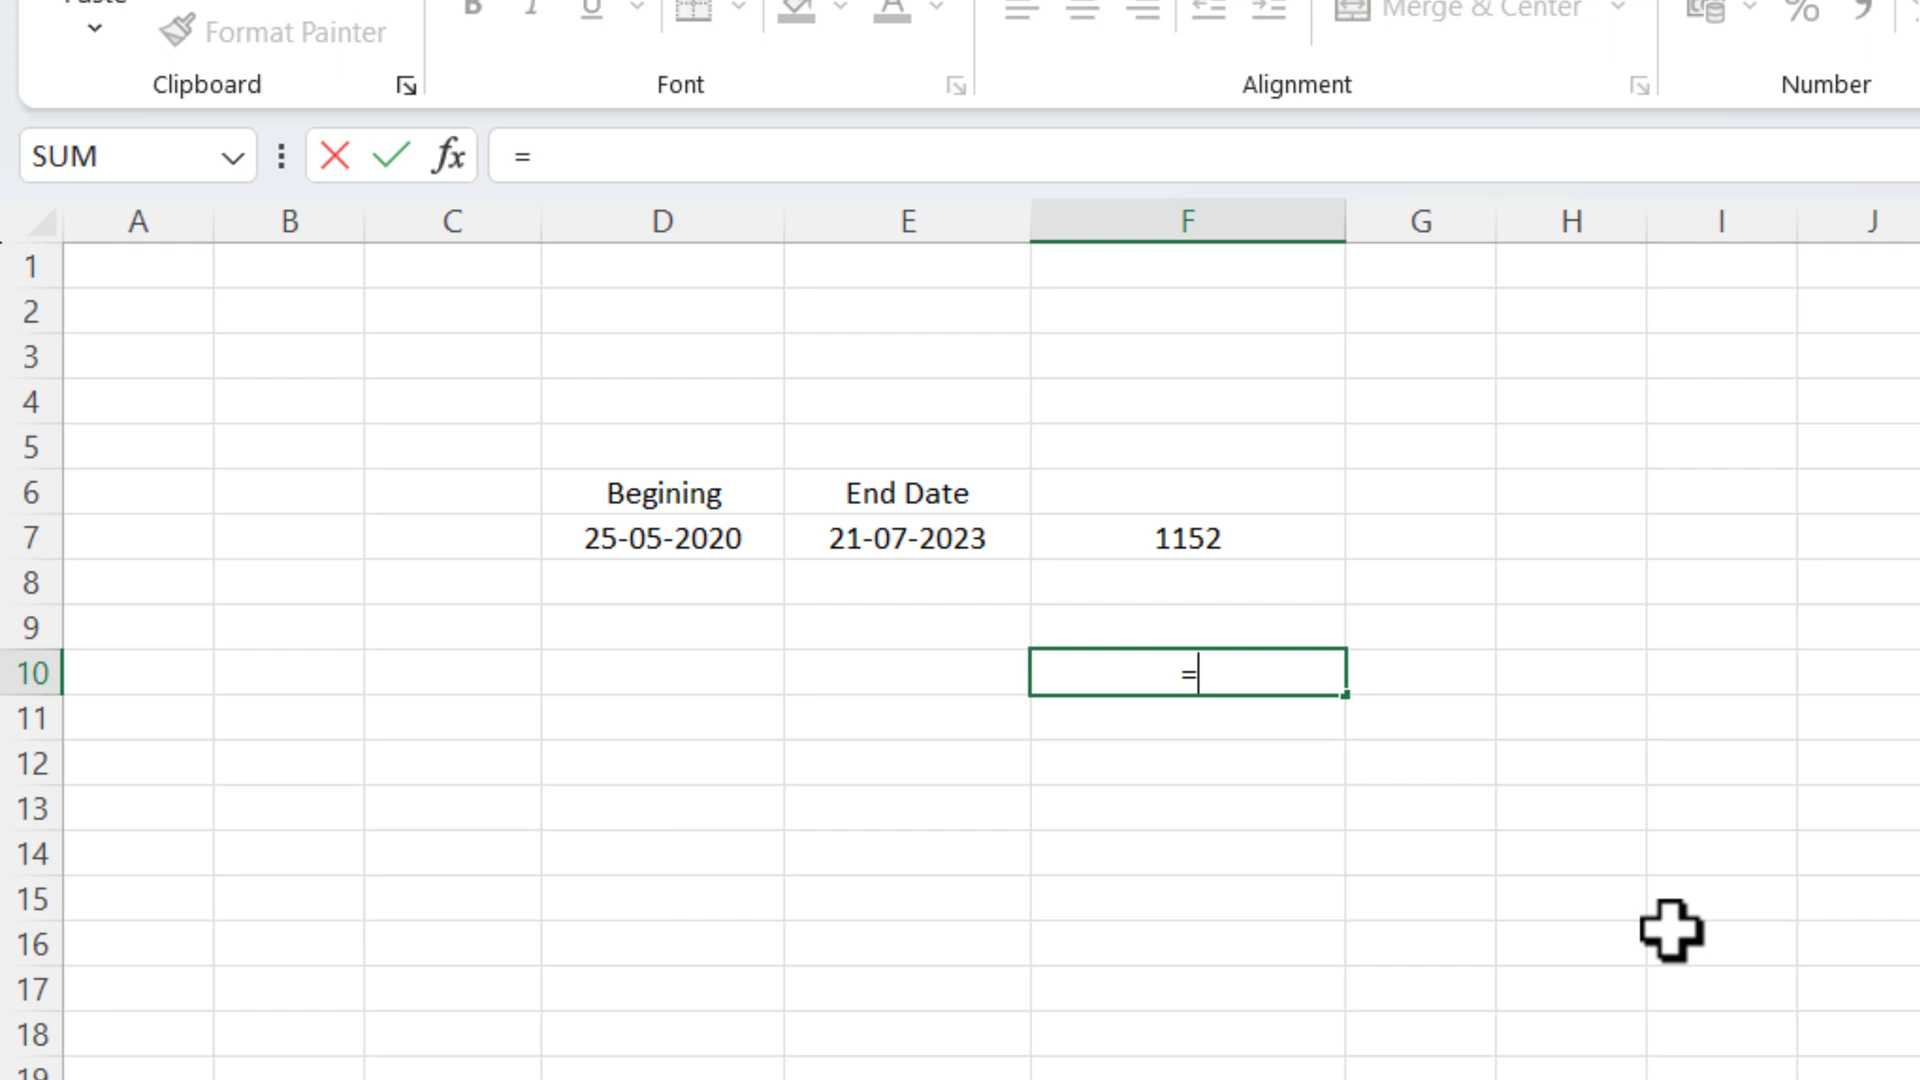 Format Painter
Merge & Center
Clipboard Font Alignment Number
SUM fx =
A B C D E F G H I J
1
2
3
4
5
6 Begining End Date
7 25-05-2020 21-07-2023 1152
8
9
10 =
11
12
13
14
15
16
17
18